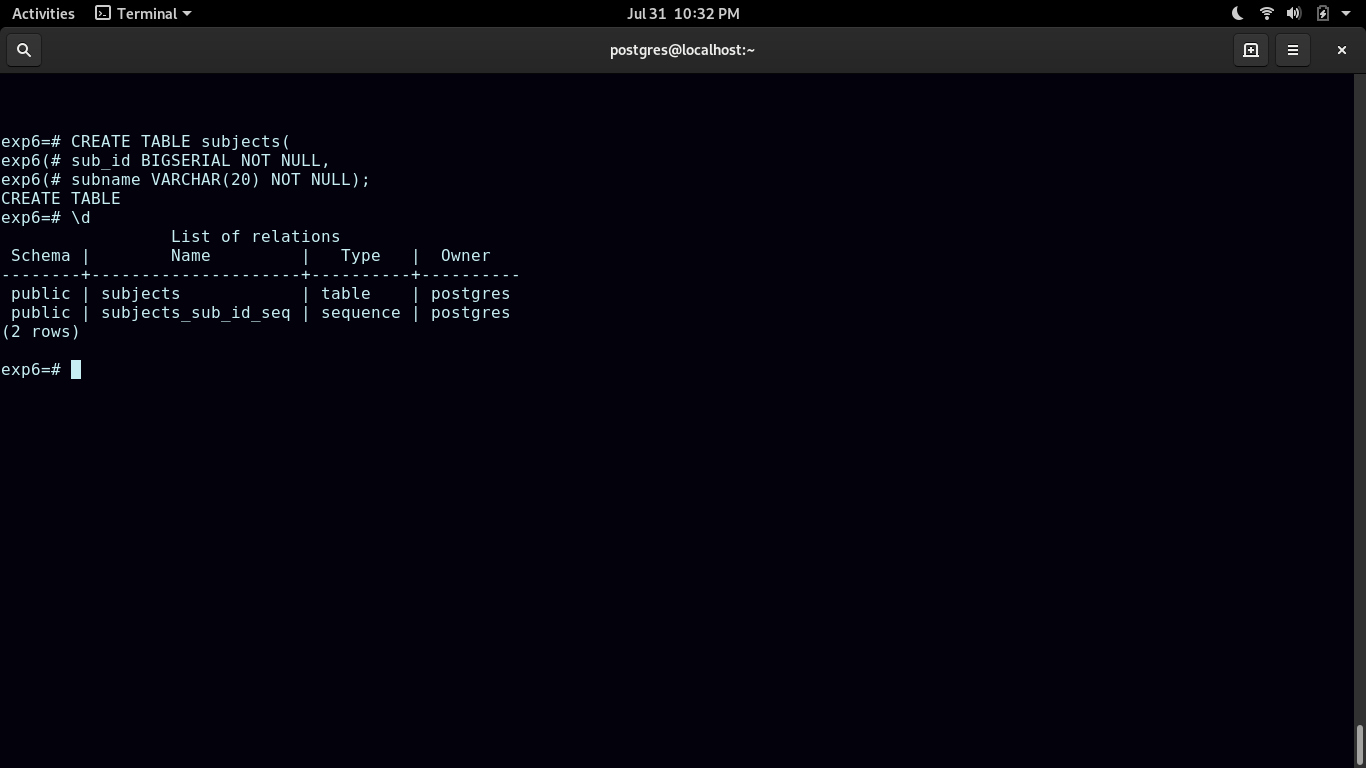 Activities Terminal Jul 31 10:32 PM
postgres@localhost:~
exp6=# CREATE TABLE subjects(
exp6(# sub_id BIGSERIAL NOT NULL,
exp6(# subname VARCHAR(20) NOT NULL);
CREATE TABLE
exp6=# \d
                 List of relations
 Schema |        Name         |   Type   |  Owner
--------+---------------------+----------+----------
 public | subjects            | table    | postgres
 public | subjects_sub_id_seq | sequence | postgres
(2 rows)
exp6=#